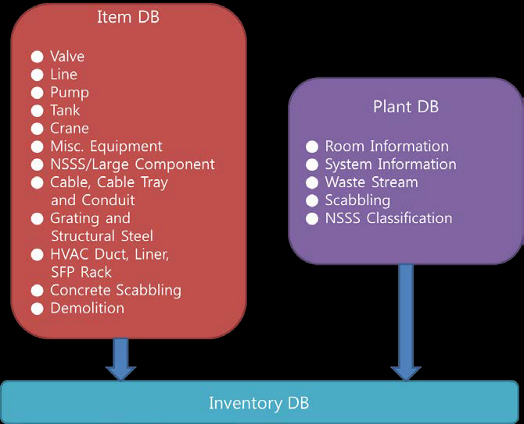 Item DB
Valve
Line
Pump
Tank
Crane
Misc. Equipment
NSSS/Large Component
Cable, Cable Tray
and Conduit
Grating and
Structural Steel
HVAC Duct, Liner,
SFP Rack
Concrete Scabbling
Demolition
Plant DB
Room Information
System Information
Waste Stream
Scabbling
NSSS Classification
Inventory DB